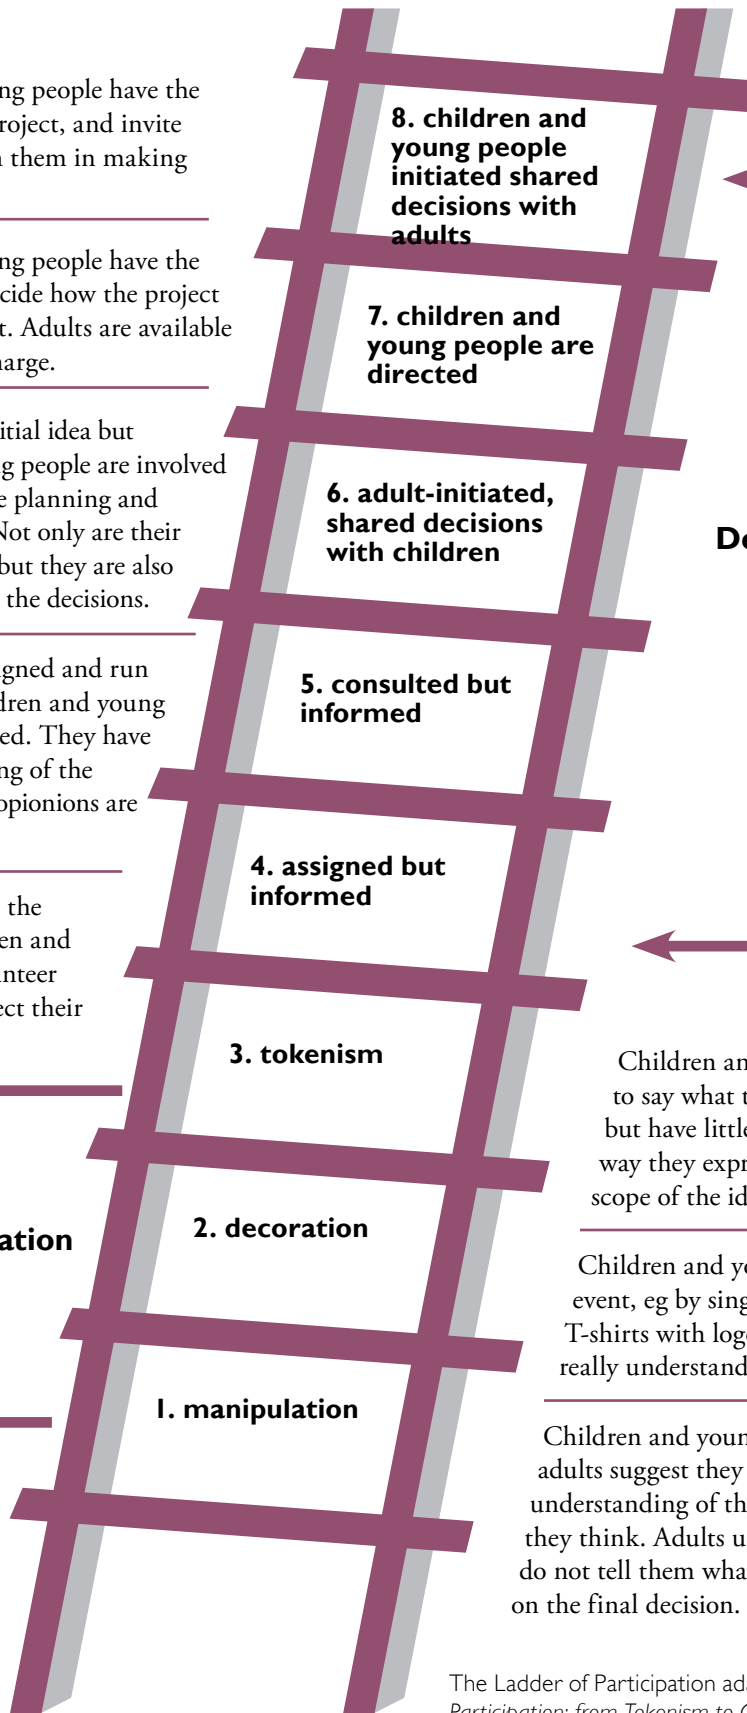 ng people have the
roject, and invite
them in making
ng people have the
cide how the project
t. Adults are available
harge.
itial idea but
g people are involved
e planning and
Not only are their
but they are also
the decisions.
igned and run
dren and young
ed. They have
ng of the
opionions are
the
en and
unteer
ect their
ation
8. children and
young people
initiated shared
decisions with
adults
7. children and
young people are
directed
6. adult-initiated,
shared decisions
with children
5. consulted but
informed
4. assigned but
informed
3. tokenism
2. decoration
1. manipulation
De
Children an
to say what t
but have little
way they expr
scope of the id
Children and yo
event, eg by sing
T-shirts with logo
really understand
Children and youn
adults suggest they
understanding of th
they think. Adults u
do not tell them wha
on the final decision.
The Ladder of Participation ada
Participation: from Tokenism to C